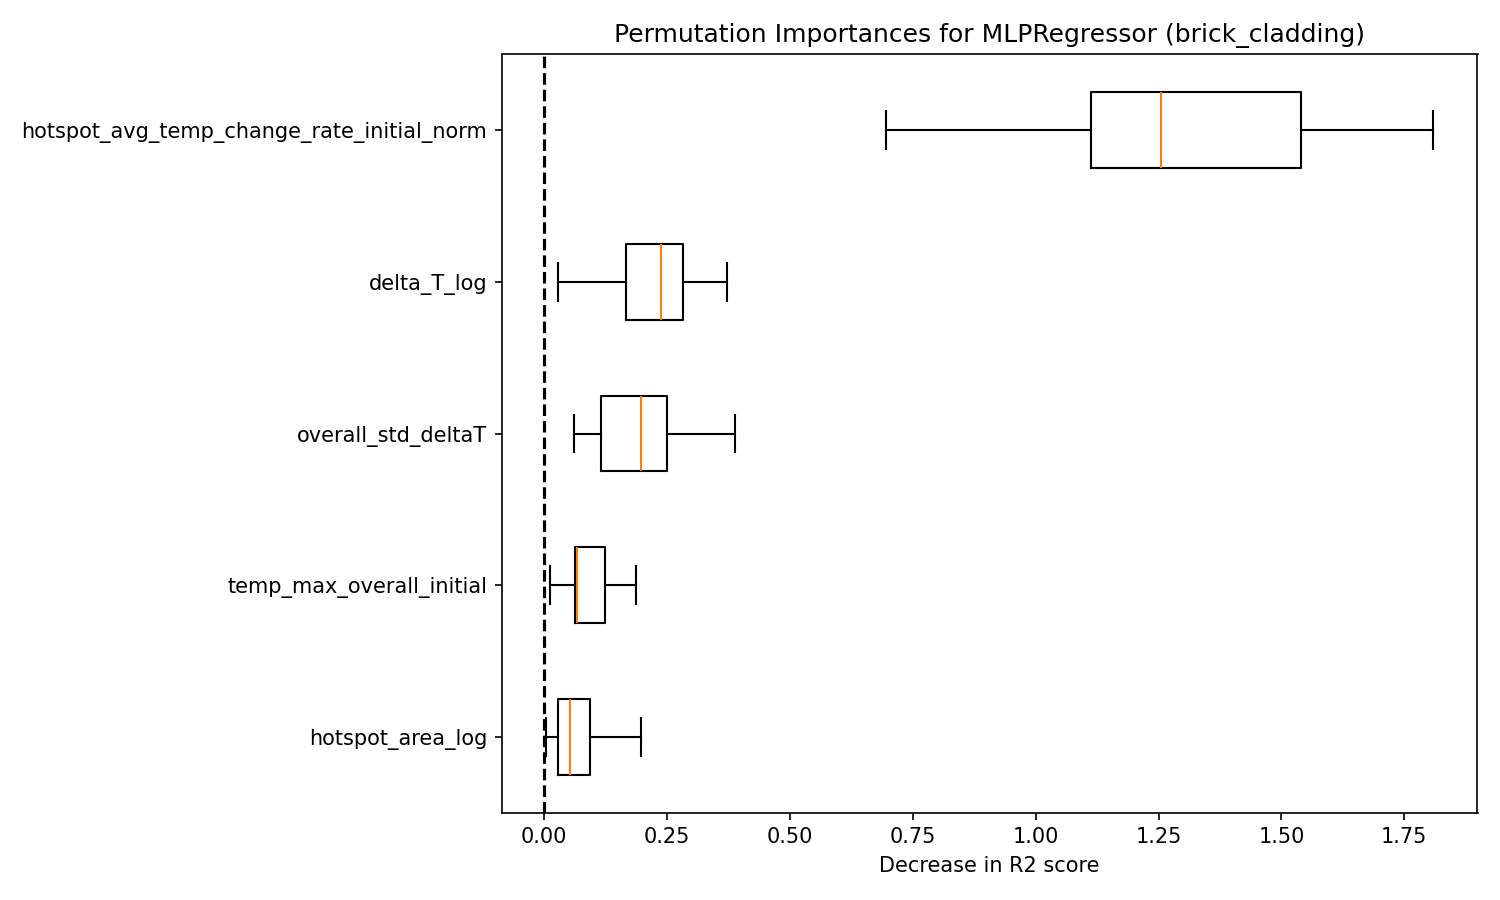 Permutation Importances for MLPRegressor (brick_cladding)
hotspot_avg_temp_change_rate_initial_norm
delta_T_log
overall_std_deltaT
temp_max_overall_initial
hotspot_area_log
0.00 0.25 0.50 0.75 1.00 1.25 1.50 1.75
Decrease in R2 score